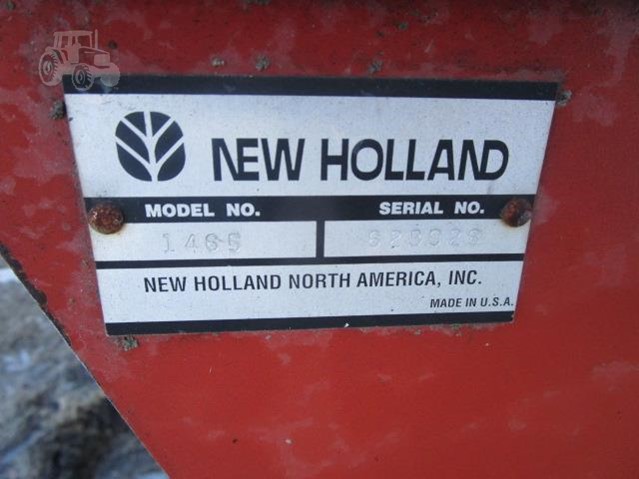 NEW HOLLAND
MODEL NO. SERIAL NO.
1465
NEW HOLLAND NORTH AMERICA, INC.
MADE IN U.S.A.